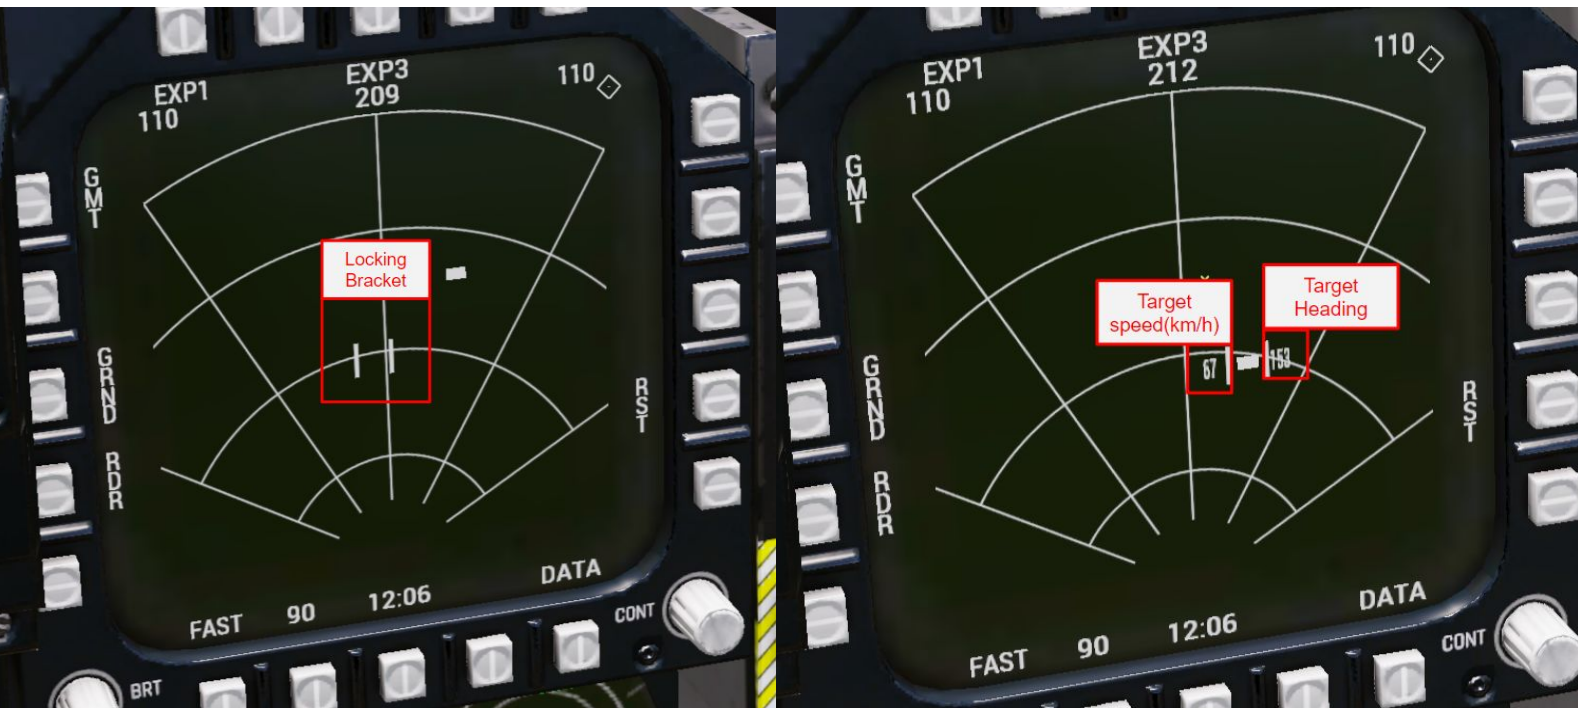 EXP3
209
EXP1
110
110
GMT
Locking
Bracket
GRND
RST
RDR
DATA
12:06
90
FAST
CONT
BRT
EXP3
212
EXP1
110
110
GMT
Target
speed(km/h)
Target
Heading
67
153
GRND
RST
RDR
DATA
12:06
90
FAST
CONT